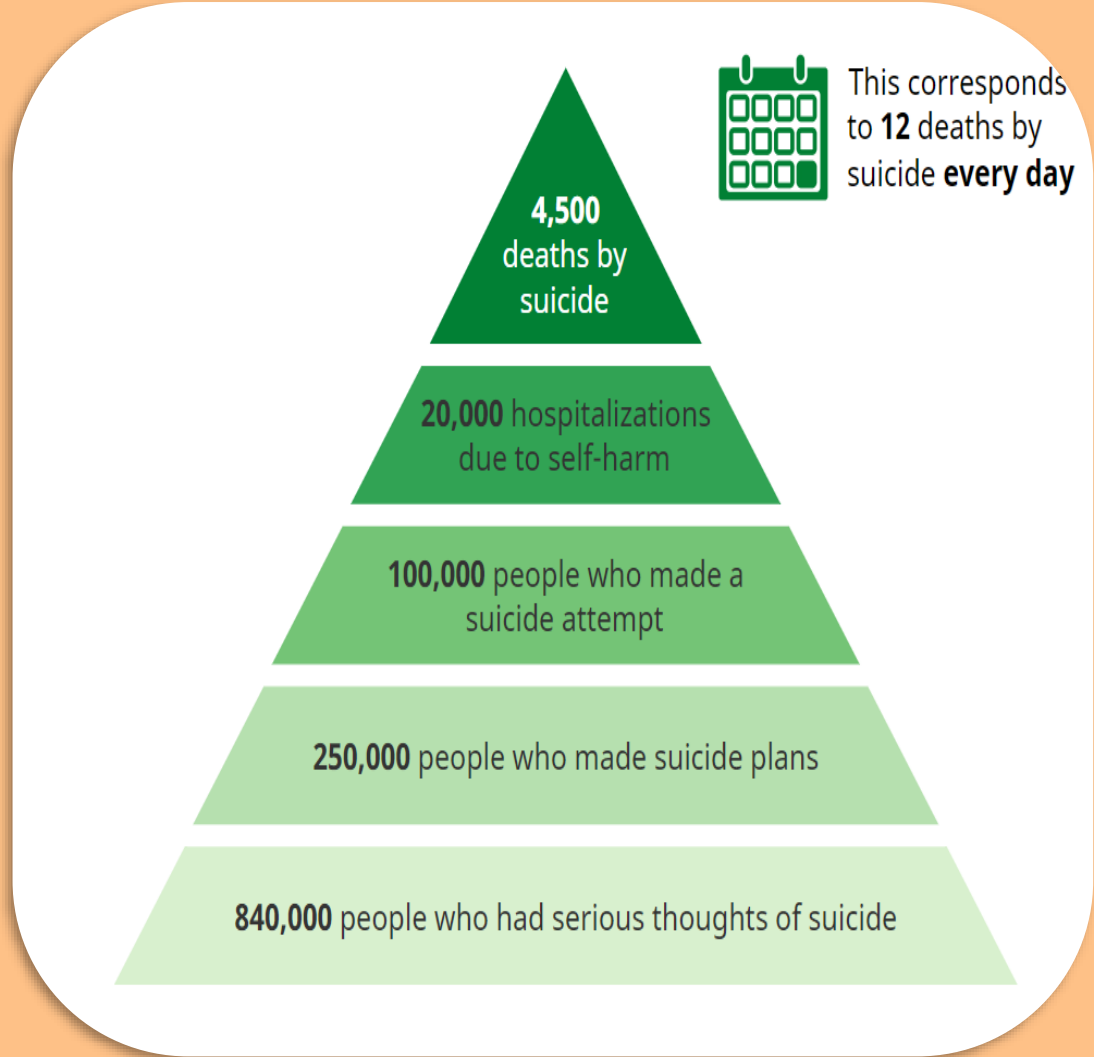 This corresponds
to 12 deaths by
suicide every day
4,500
deaths by
suicide
20,000 hospitalizations
due to self-harm
100,000 people who made a
suicide attempt
250,000 people who made suicide plans
840,000 people who had serious thoughts of suicide